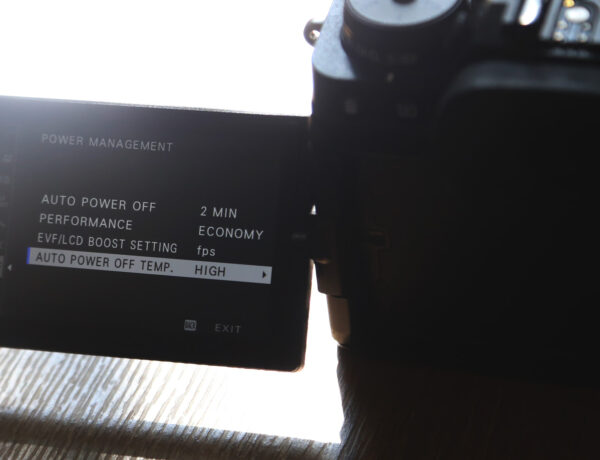 POWER MANAGEMENT
AUTO POWER OFF 2 MIN
PERFORMANCE ECONOMY
EVF/LCD BOOST SETTING fps
AUTO POWER OFF TEMP. HIGH
EXIT